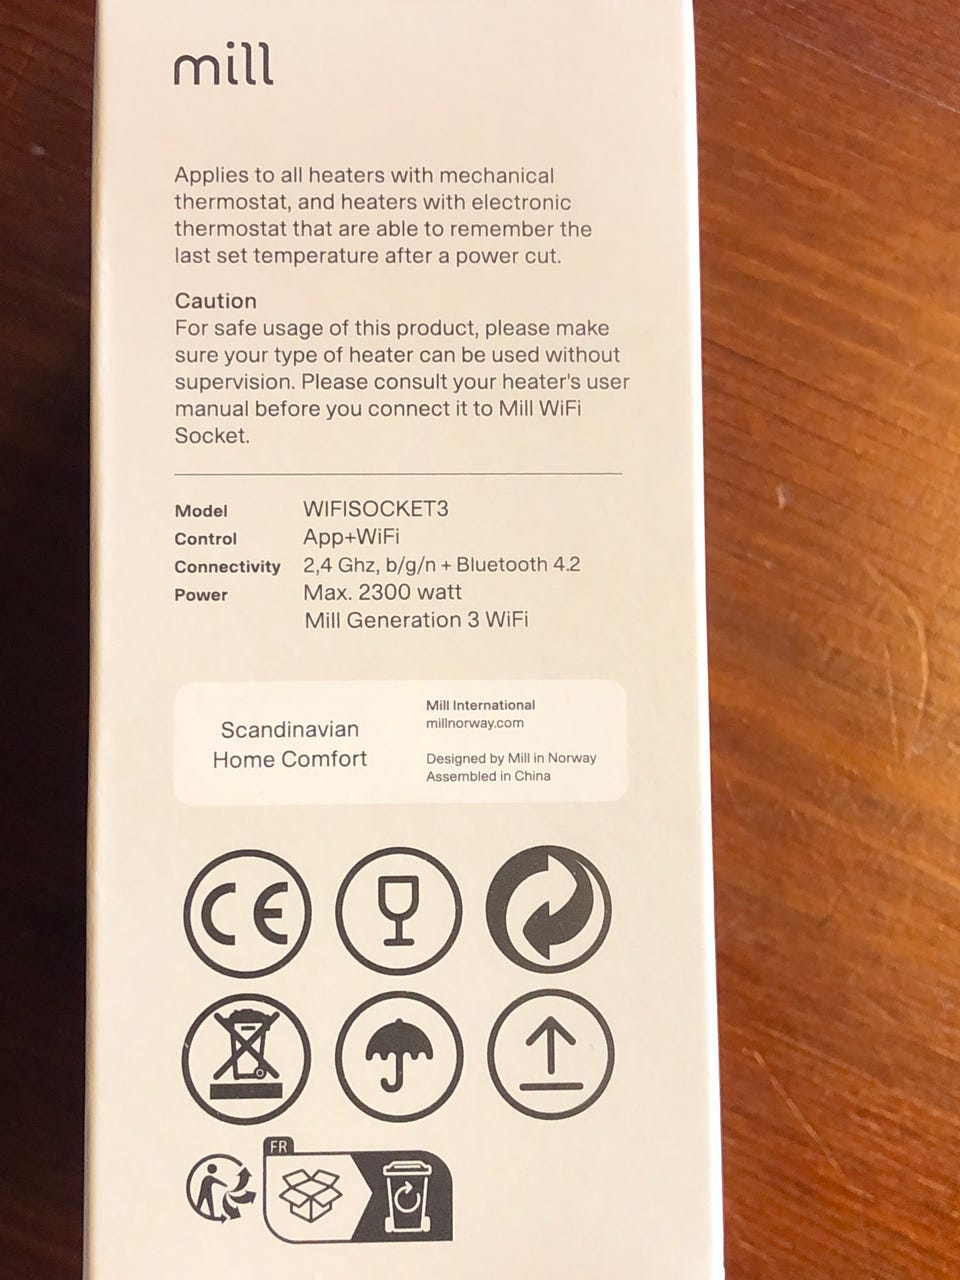 mill
Applies to all heaters with mechanical
thermostat, and heaters with electronic
thermostat that are able to remember the
last set temperature after a power cut.
Caution
For safe usage of this product, please make
sure your type of heater can be used without
supervision. Please consult your heater's user
manual before you connect it to Mill WiFi
Socket.
Model WIFISOCKET3
Control App+WiFi
Connectivity 2,4 Ghz, b/g/n + Bluetooth 4.2
Power Max. 2300 watt
Mill Generation 3 WiFi
Scandinavian
Home Comfort
Mill International
millnorway.com
Designed by Mill in Norway
Assembled in China
CE
FR